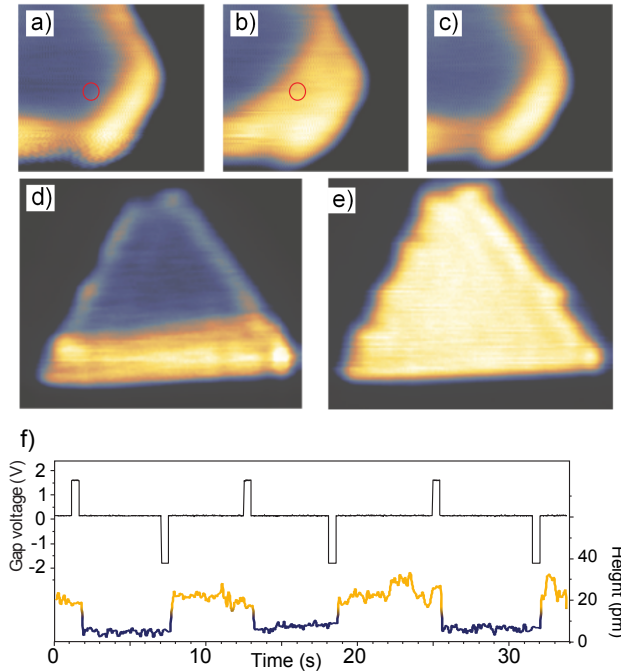 a)
b)
c)
d)
e)
f)
Gap voltage (V)
2
1
0
-1
-2
40
20
0
Height (pm)
0
10
20
30
Time (s)